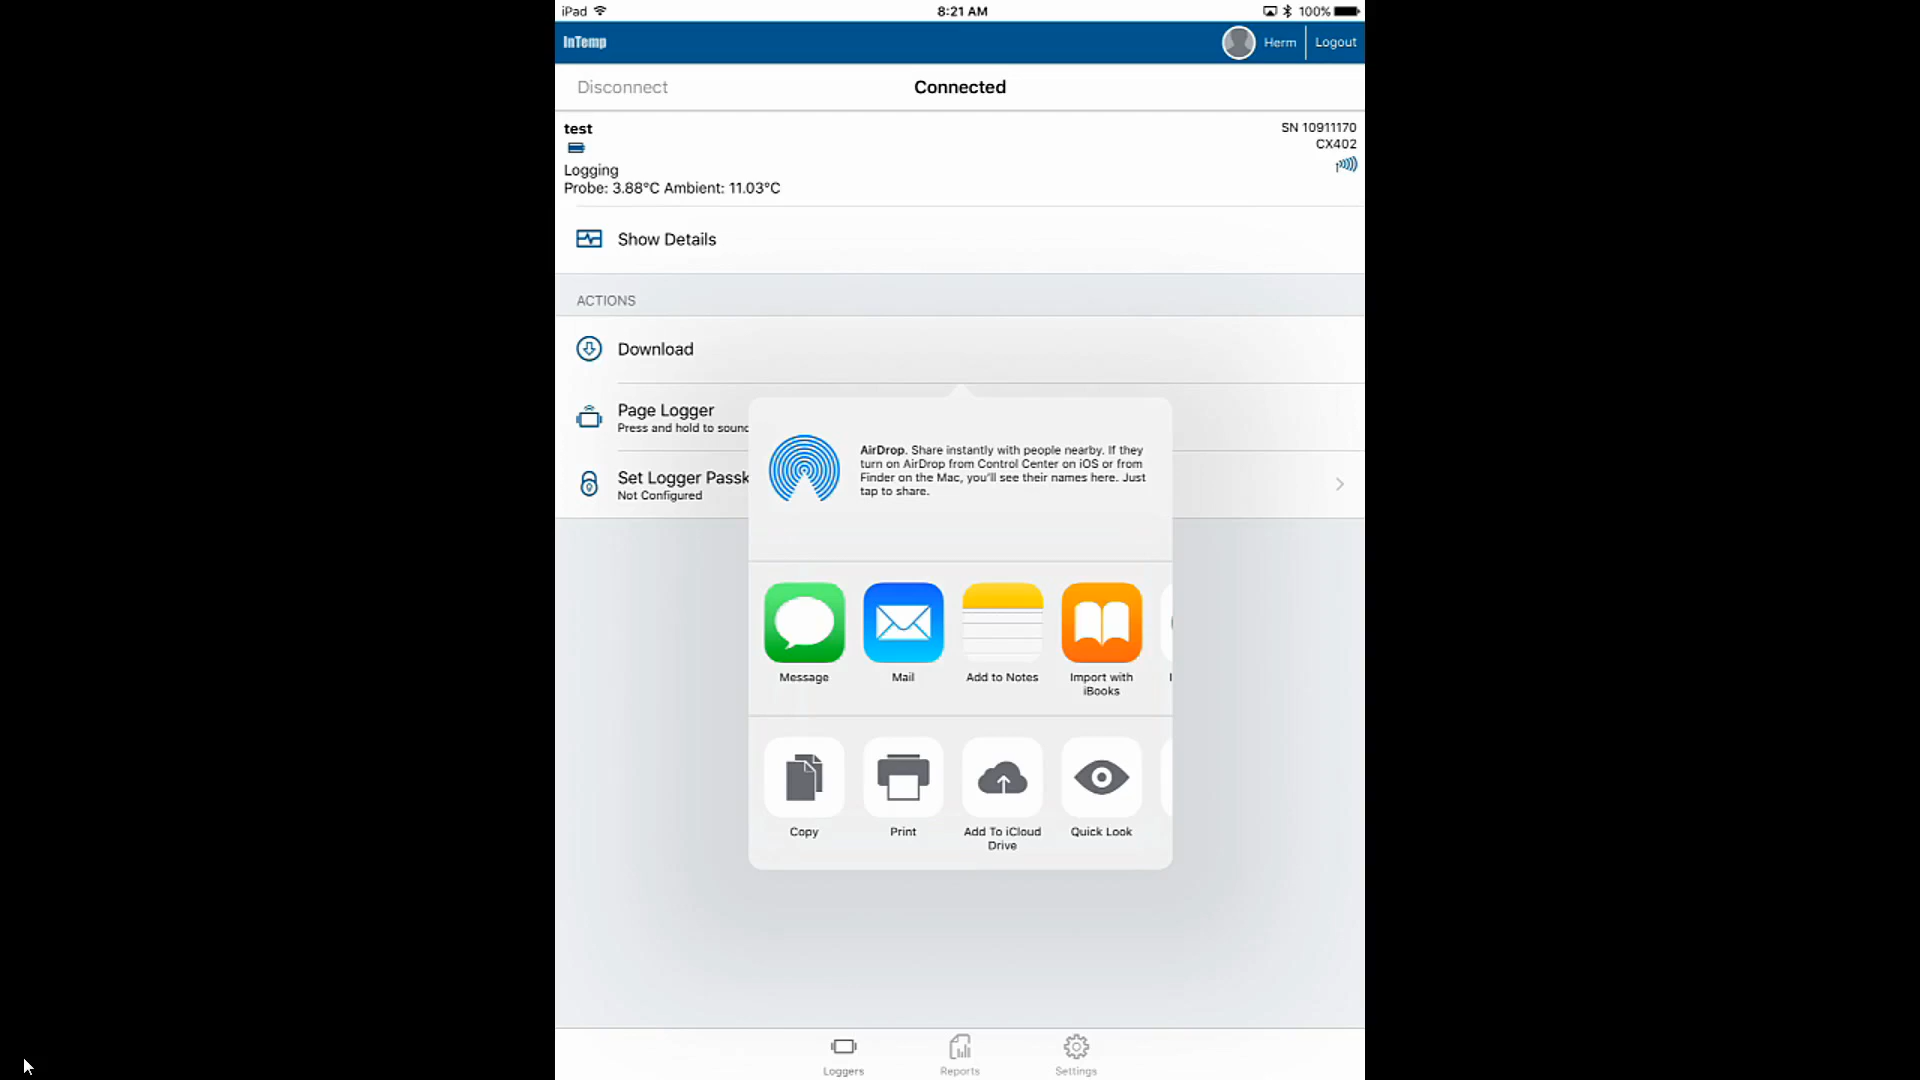 iPad
8:21 AM
100%
InTemp
Herm
Logout
Disconnect
Connected
test
SN 10911170
CX402
Logging
Probe: 3.88°C Ambient: 11.03°C
Show Details
ACTIONS
Download
Page Logger
Press and hold to sound
Set Logger Passk
Not Configured
AirDrop. Share instantly with people nearby. If they
turn on AirDrop from Control Center on iOS or from
Finder on the Mac, you'll see their names here. Just
tap to share.
Message
Mail
Add to Notes
Import with
iBooks
Copy
Print
Add To iCloud
Drive
Quick Look
Loggers
Reports
Settings